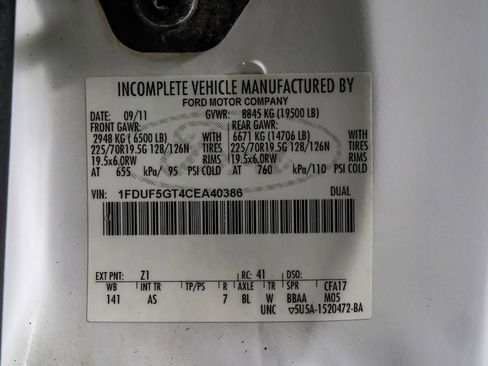 INCOMPLETE VEHICLE MANUFACTURED BY
FORD MOTOR COMPANY
DATE: 09/11 GVWR: 8845 KG (19500 LB)
FRONT GAWR: REAR GAWR:
2948 KG ( 6500 LB) WITH 6671 KG (14706 LB) WITH
225/70R19.5G 128/126N TIRES 225/70R19.5G 128/126N TIRES
19.5x6.0RW RIMS 19.5x6.0RW RIMS
AT 655 kPa/ 95 PSI COLD AT 760 kPa/110 PSI COLD
VIN: 1FDUF5GT4CEA40386 DUAL
EXT PNT: Z1 RC: 41 DSO:
WB INT TR TP/PS R AXLE TR SPR CFA17
141 AS 7 8L W BBAA M05
UNC ▽5U5A-1520472-BA